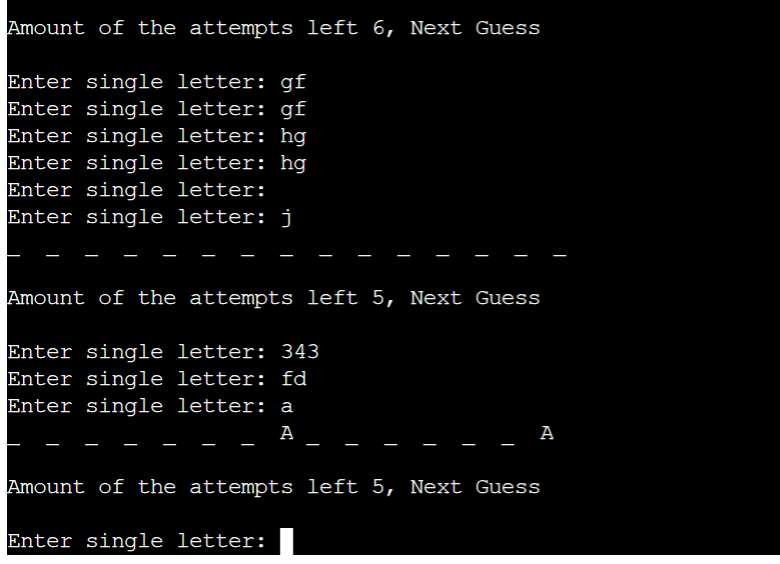 Amount of the attempts left 6, Next Guess
Enter single letter: gf
Enter single letter: gf
Enter single letter: hg
Enter single letter: hg
Enter single letter:
Enter single letter: j
_  _  _  _  _  _  _  _  _  _  _  _  _  _  _
Amount of the attempts left 5, Next Guess
Enter single letter: 343
Enter single letter: fd
Enter single letter: a
_  _  _  _  _  _  _  A _  _  _  _  _  _  A
Amount of the attempts left 5, Next Guess
Enter single letter: